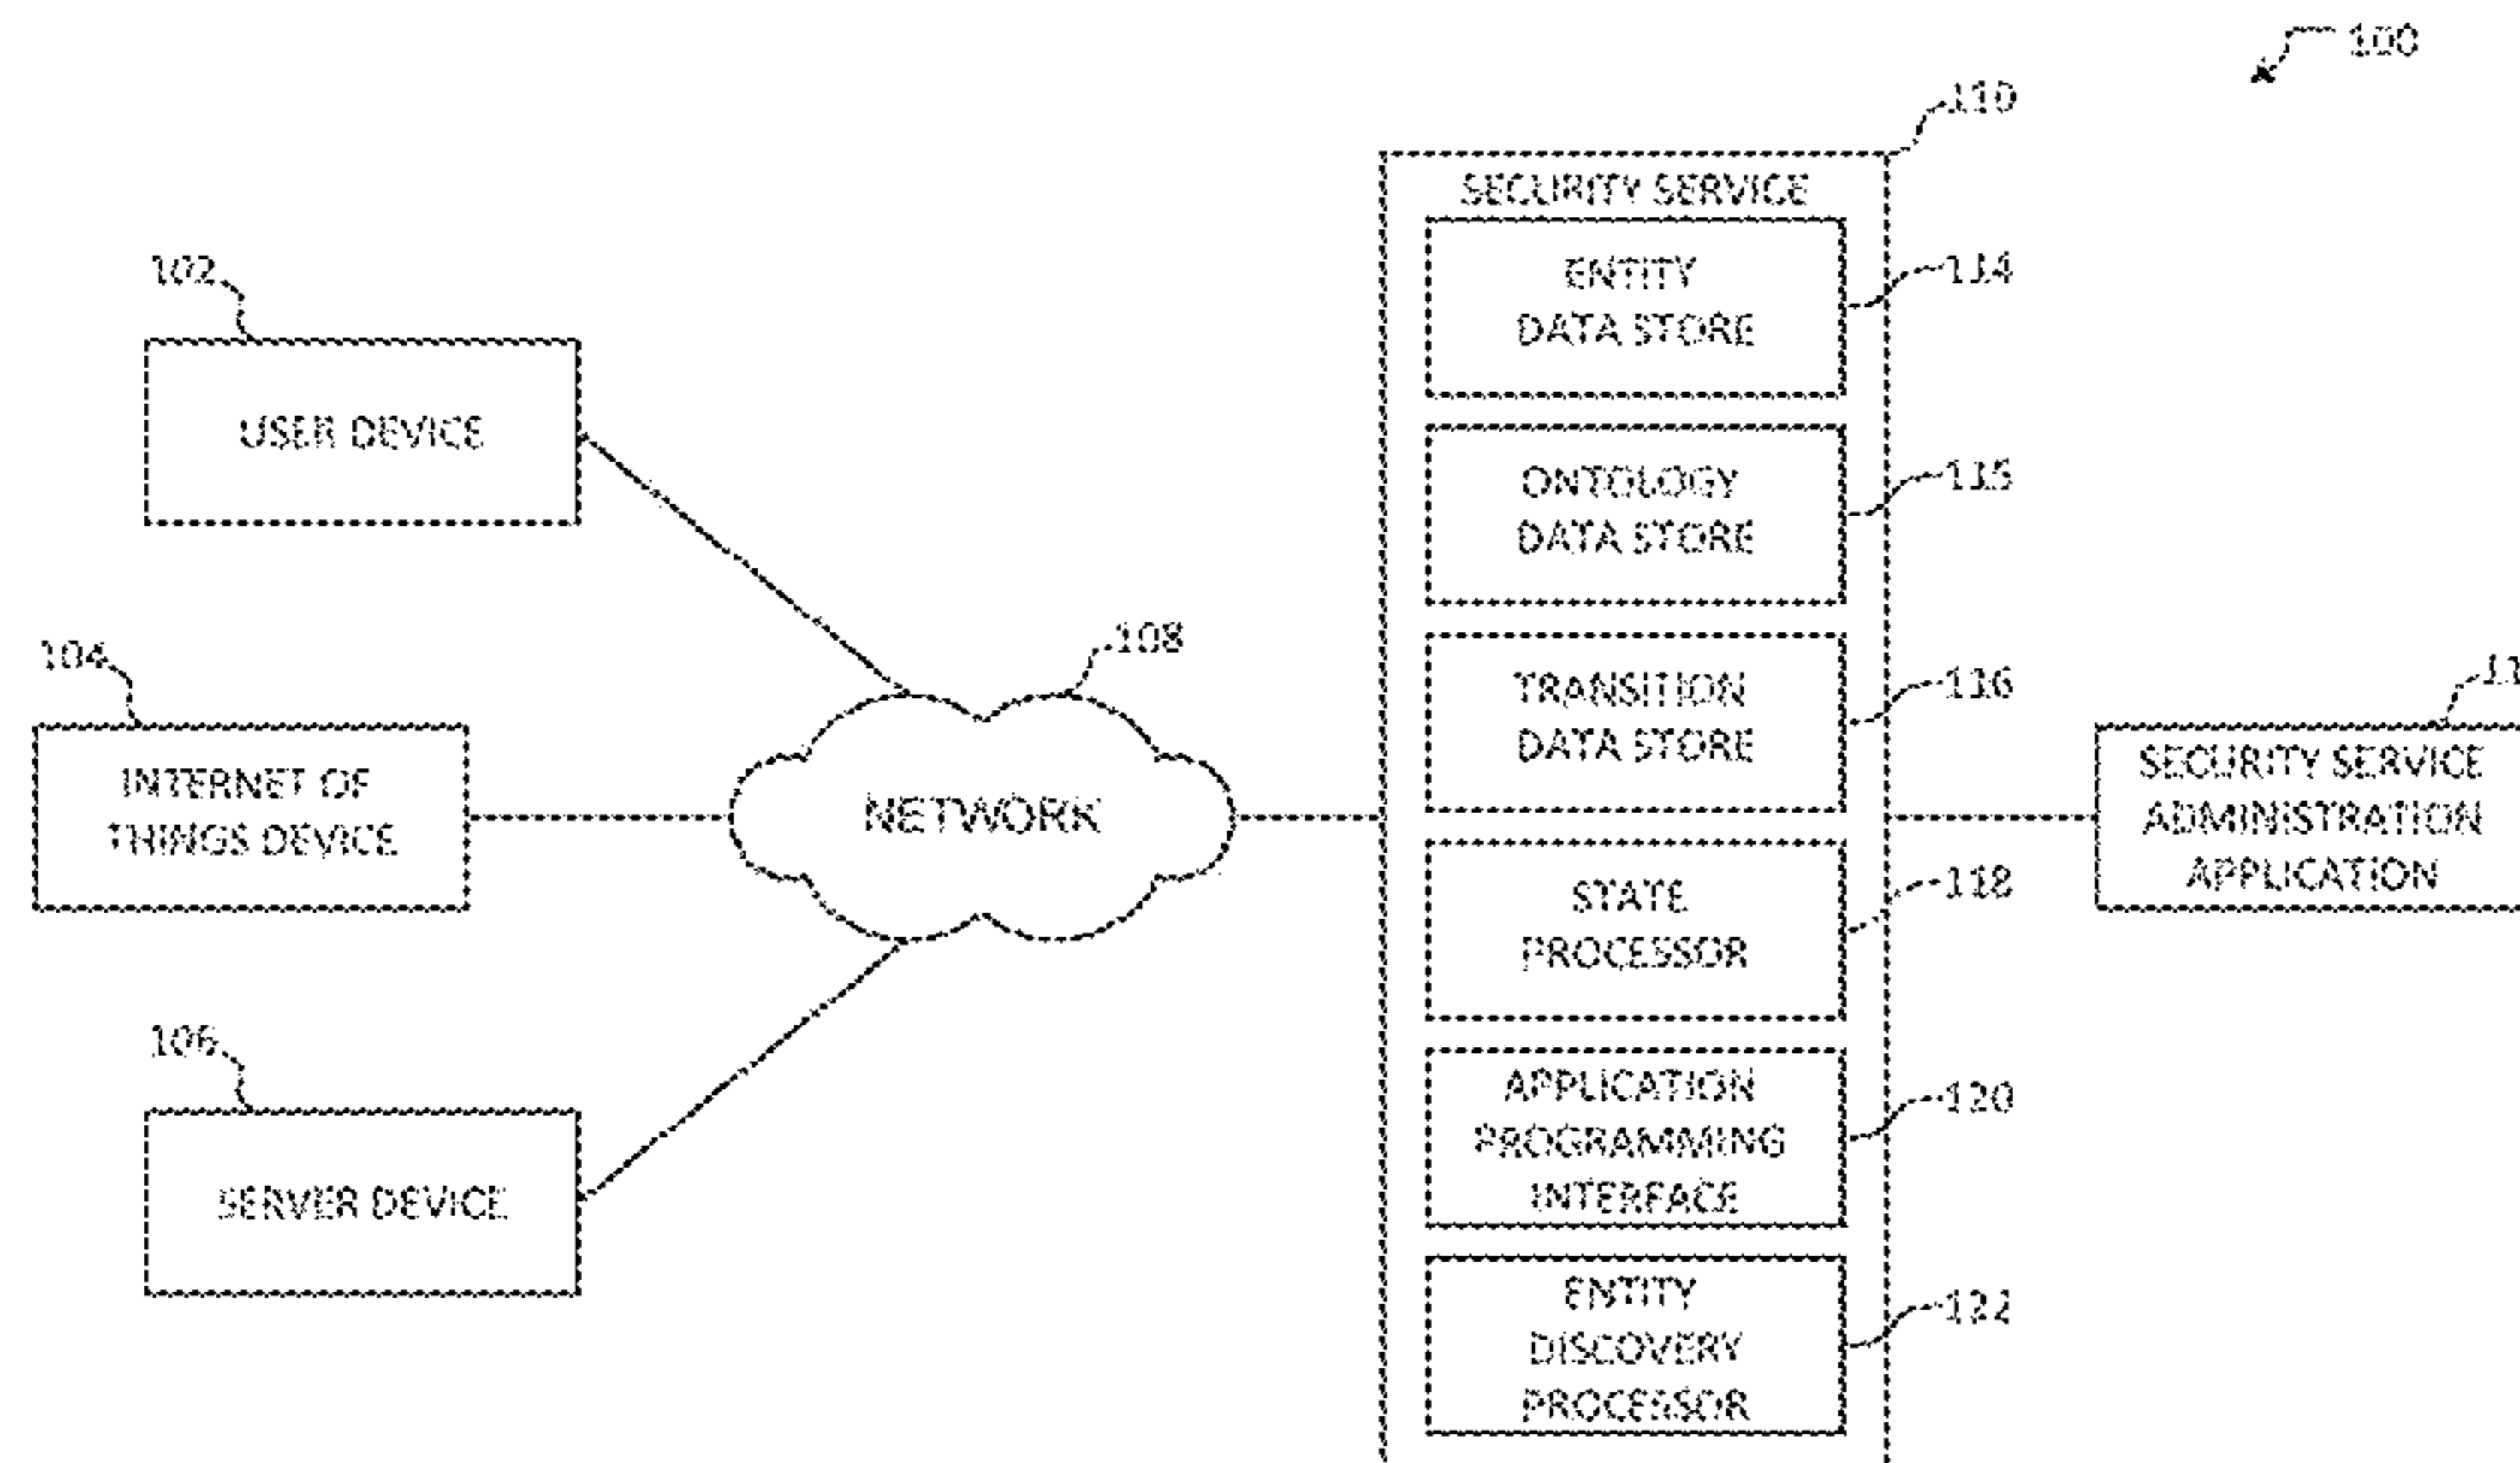 100
110
SECURITY SERVICE
ENTITY
DATA STORE
114
102
USER DEVICE
ONTOLOGY
DATA STORE
115
108
104
INTERNET OF
THINGS DEVICE
NETWORK
TRANSITION
DATA STORE
116
SECURITY SERVICE
ADMINISTRATION
APPLICATION
STATE
PROCESSOR
118
106
SERVER DEVICE
APPLICATION
PROGRAMMING
INTERFACE
120
ENTITY
DISCOVERY
PROCESSOR
122